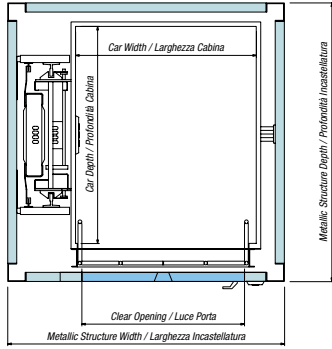 Car Width / Larghezza Cabina
Car Depth / Profondità Cabina
Metallic Structure Depth / Profondità Incastellatura
Clear Opening / Luce Porta
Metallic Structure Width / Larghezza Incastellatura